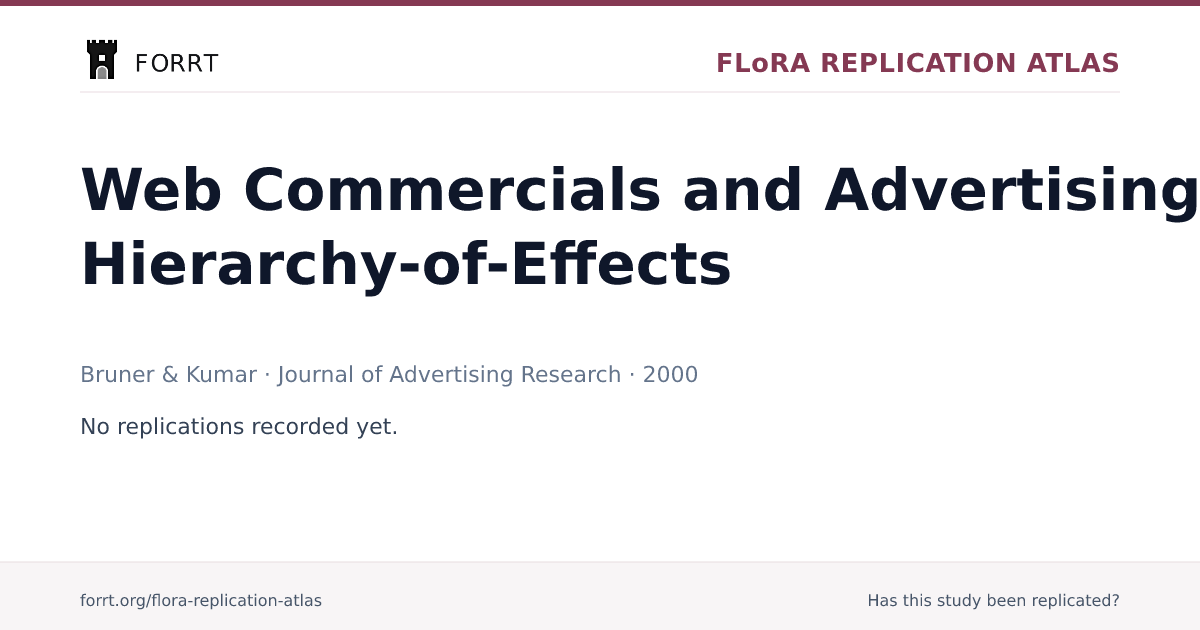 FORRT
FLoRA REPLICATION ATLAS
Web Commercials and Advertising
Hierarchy-of-Effects
Bruner & Kumar · Journal of Advertising Research · 2000
No replications recorded yet.
forrt.org/flora-replication-atlas
Has this study been replicated?